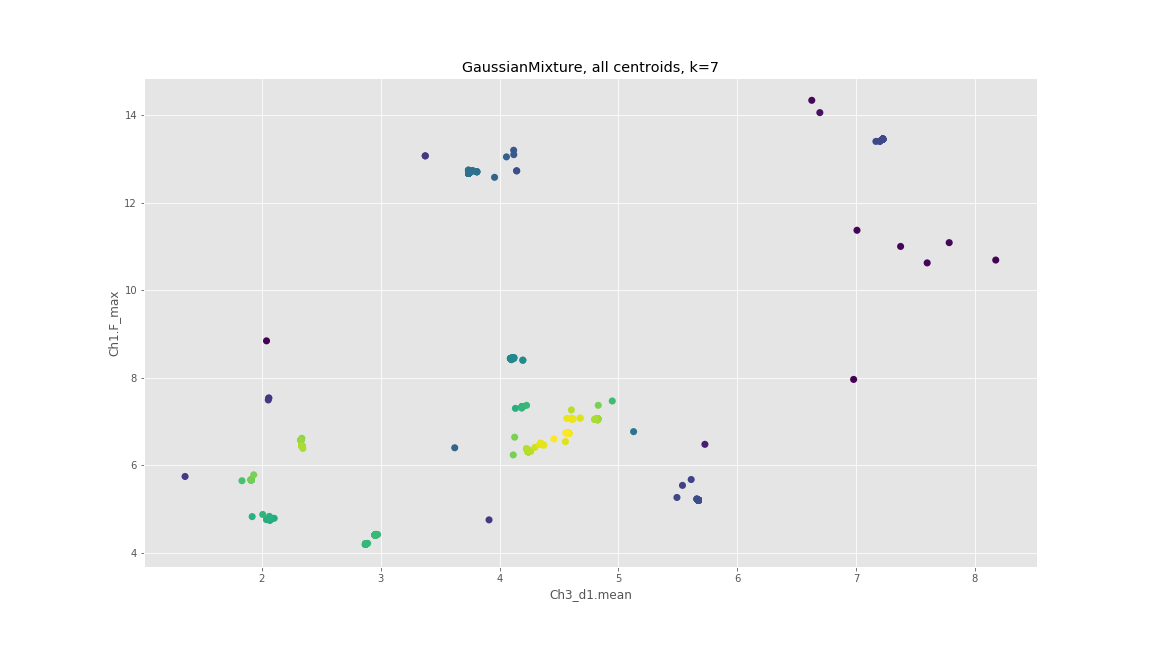 GaussianMixture, all centroids, k=7
14
12
10
8
6
4
Ch1.F_max
2 3 4 5 6 7 8
Ch3_d1.mean